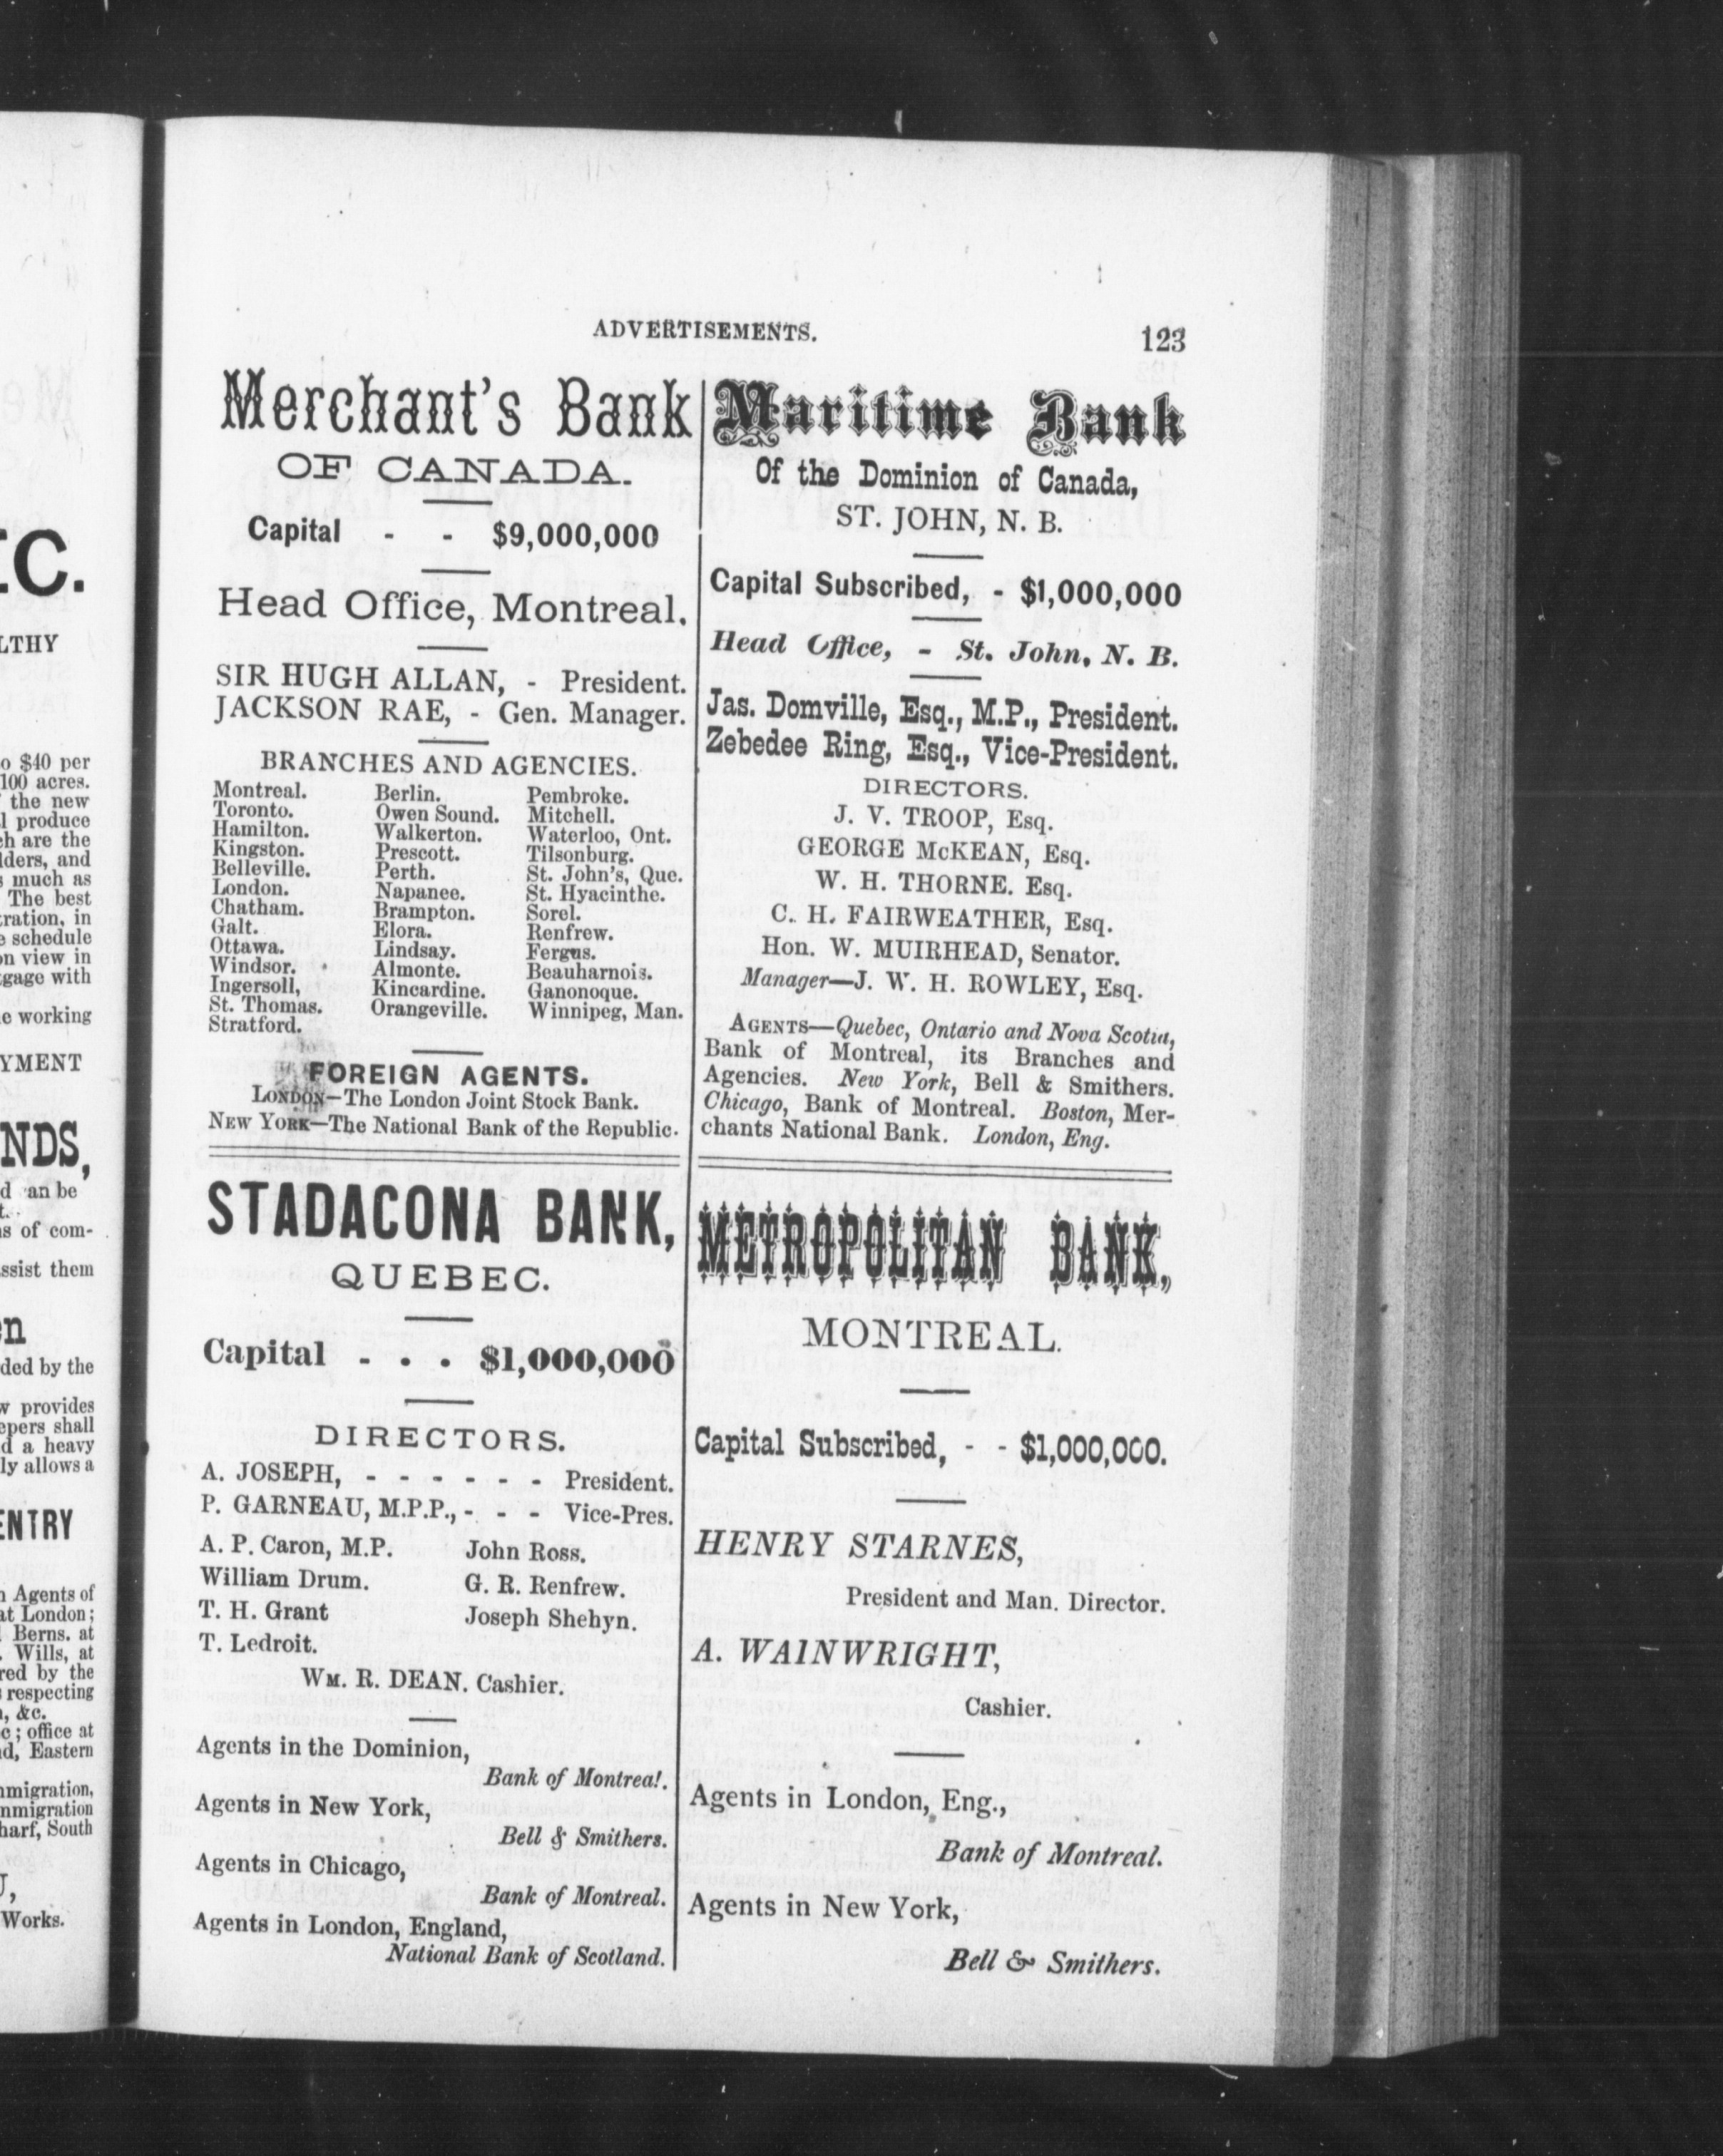 ADVERTISEMENTS. 123
Merchant's Bank
OF CANADA.
Capital - - $9,000,000
Head Office, Montreal.
SIR HUGH ALLAN, - President.
JACKSON RAE, - Gen. Manager.
BRANCHES AND AGENCIES.
Montreal. Berlin. Pembroke.
Toronto. Owen Sound. Mitchell.
Hamilton. Walkerton. Waterloo, Ont.
Kingston. Prescott. Tilsonburg.
Belleville. Perth. St. John's, Que.
London. Napanee. St. Hyacinthe.
Chatham. Brampton. Sorel.
Galt. Elora. Renfrew.
Ottawa. Lindsay. Fergus.
Windsor. Almonte. Beauharnois.
Ingersoll, Kincardine. Ganonoque.
St. Thomas. Orangeville. Winnipeg, Man.
Stratford.
FOREIGN AGENTS.
LONDON—The London Joint Stock Bank.
NEW YORK—The National Bank of the Republic.
STADACONA BANK,
QUEBEC.
Capital - . . $1,000,000
DIRECTORS.
A. JOSEPH, - - - - - - President.
P. GARNEAU, M.P.P., - - - Vice-Pres.
A. P. Caron, M.P. John Ross.
William Drum. G. R. Renfrew.
T. H. Grant Joseph Shehyn.
T. Ledroit.
WM. R. DEAN. Cashier.
Agents in the Dominion,
Bank of Montreal.
Agents in New York,
Bell & Smithers.
Agents in Chicago,
Bank of Montreal.
Agents in London, England,
National Bank of Scotland.
Maritime Bank
Of the Dominion of Canada,
ST. JOHN, N. B.
Capital Subscribed, - $1,000,000
Head Office, - St. John, N. B.
Jas. Domville, Esq., M.P., President.
Zebedee Ring, Esq., Vice-President.
DIRECTORS.
J. V. TROOP, Esq.
GEORGE McKEAN, Esq.
W. H. THORNE. Esq.
C. H. FAIRWEATHER, Esq.
Hon. W. MUIRHEAD, Senator.
Manager—J. W. H. ROWLEY, Esq.
AGENTS—Quebec, Ontario and Nova Scotia,
Bank of Montreal, its Branches and
Agencies. New York, Bell & Smithers.
Chicago, Bank of Montreal. Boston, Mer-
chants National Bank. London, Eng.
METROPOLITAN BANK,
MONTREAL.
Capital Subscribed, - - $1,000,000.
HENRY STARNES,
President and Man. Director.
A. WAINWRIGHT,
Cashier.
Agents in London, Eng.,
Bank of Montreal.
Agents in New York,
Bell & Smithers.